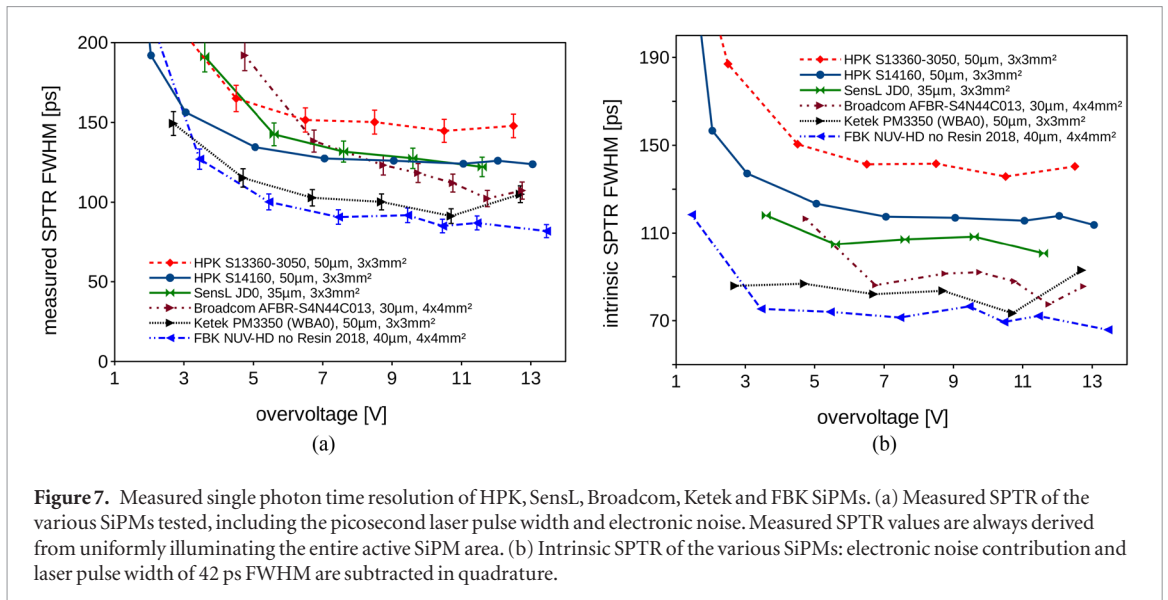 200
150
100
50
0
measured SPTR FWHM [ps]
HPK S13360-3050, 50µm, 3x3mm²
HPK S14160, 50µm, 3x3mm²
SensL JD0, 35µm, 3x3mm²
Broadcom AFBR-S4N44C013, 30µm, 4x4mm²
Ketek PM3350 (WBA0), 50µm, 3x3mm²
FBK NUV-HD no Resin 2018, 40µm, 4x4mm²
1 3 5 7 9 11 13
overvoltage [V]
(a)
190
150
110
70
intrinsic SPTR FWHM [ps]
HPK S13360-3050, 50µm, 3x3mm²
HPK S14160, 50µm, 3x3mm²
SensL JD0, 35µm, 3x3mm²
Broadcom AFBR-S4N44C013, 30µm, 4x4mm²
Ketek PM3350 (WBA0), 50µm, 3x3mm²
FBK NUV-HD no Resin 2018, 40µm, 4x4mm²
1 3 5 7 9 11 13
overvoltage [V]
(b)
Figure 7. Measured single photon time resolution of HPK, SensL, Broadcom, Ketek and FBK SiPMs. (a) Measured SPTR of the
various SiPMs tested, including the picosecond laser pulse width and electronic noise. Measured SPTR values are always derived
from uniformly illuminating the entire active SiPM area. (b) Intrinsic SPTR of the various SiPMs: electronic noise contribution and
laser pulse width of 42 ps FWHM are subtracted in quadrature.